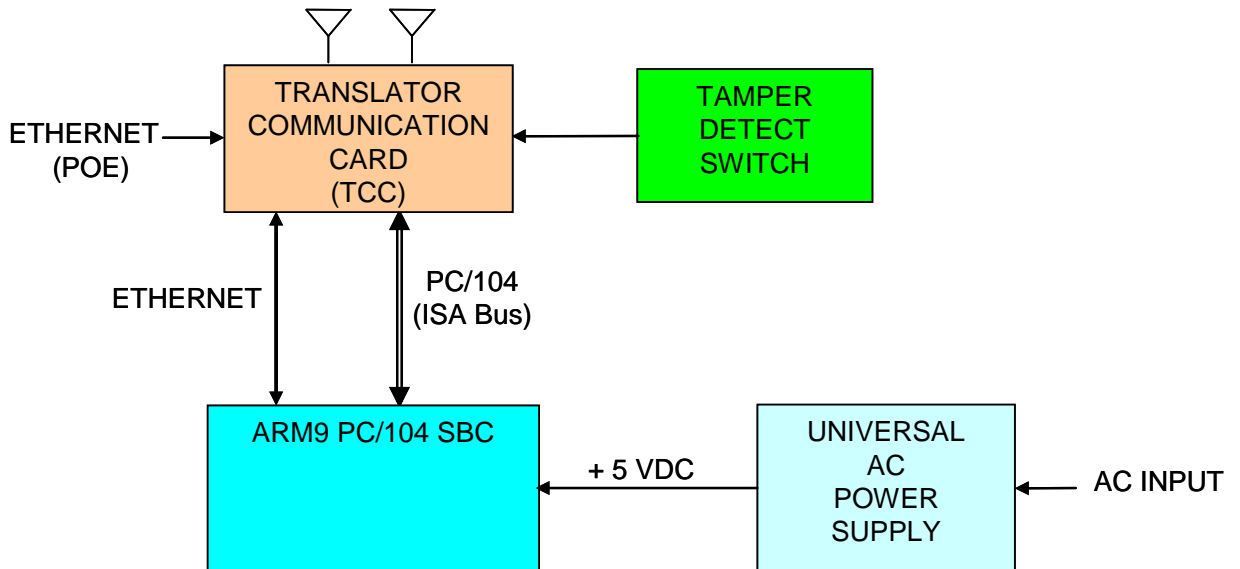 TRANSLATOR
COMMUNICATION
CARD
(TCC)
TAMPER
DETECT
SWITCH
ETHERNET
(POE)
ETHERNET
PC/104
(ISA Bus)
ARM9 PC/104 SBC
+ 5 VDC
UNIVERSAL
AC
POWER
SUPPLY
AC INPUT